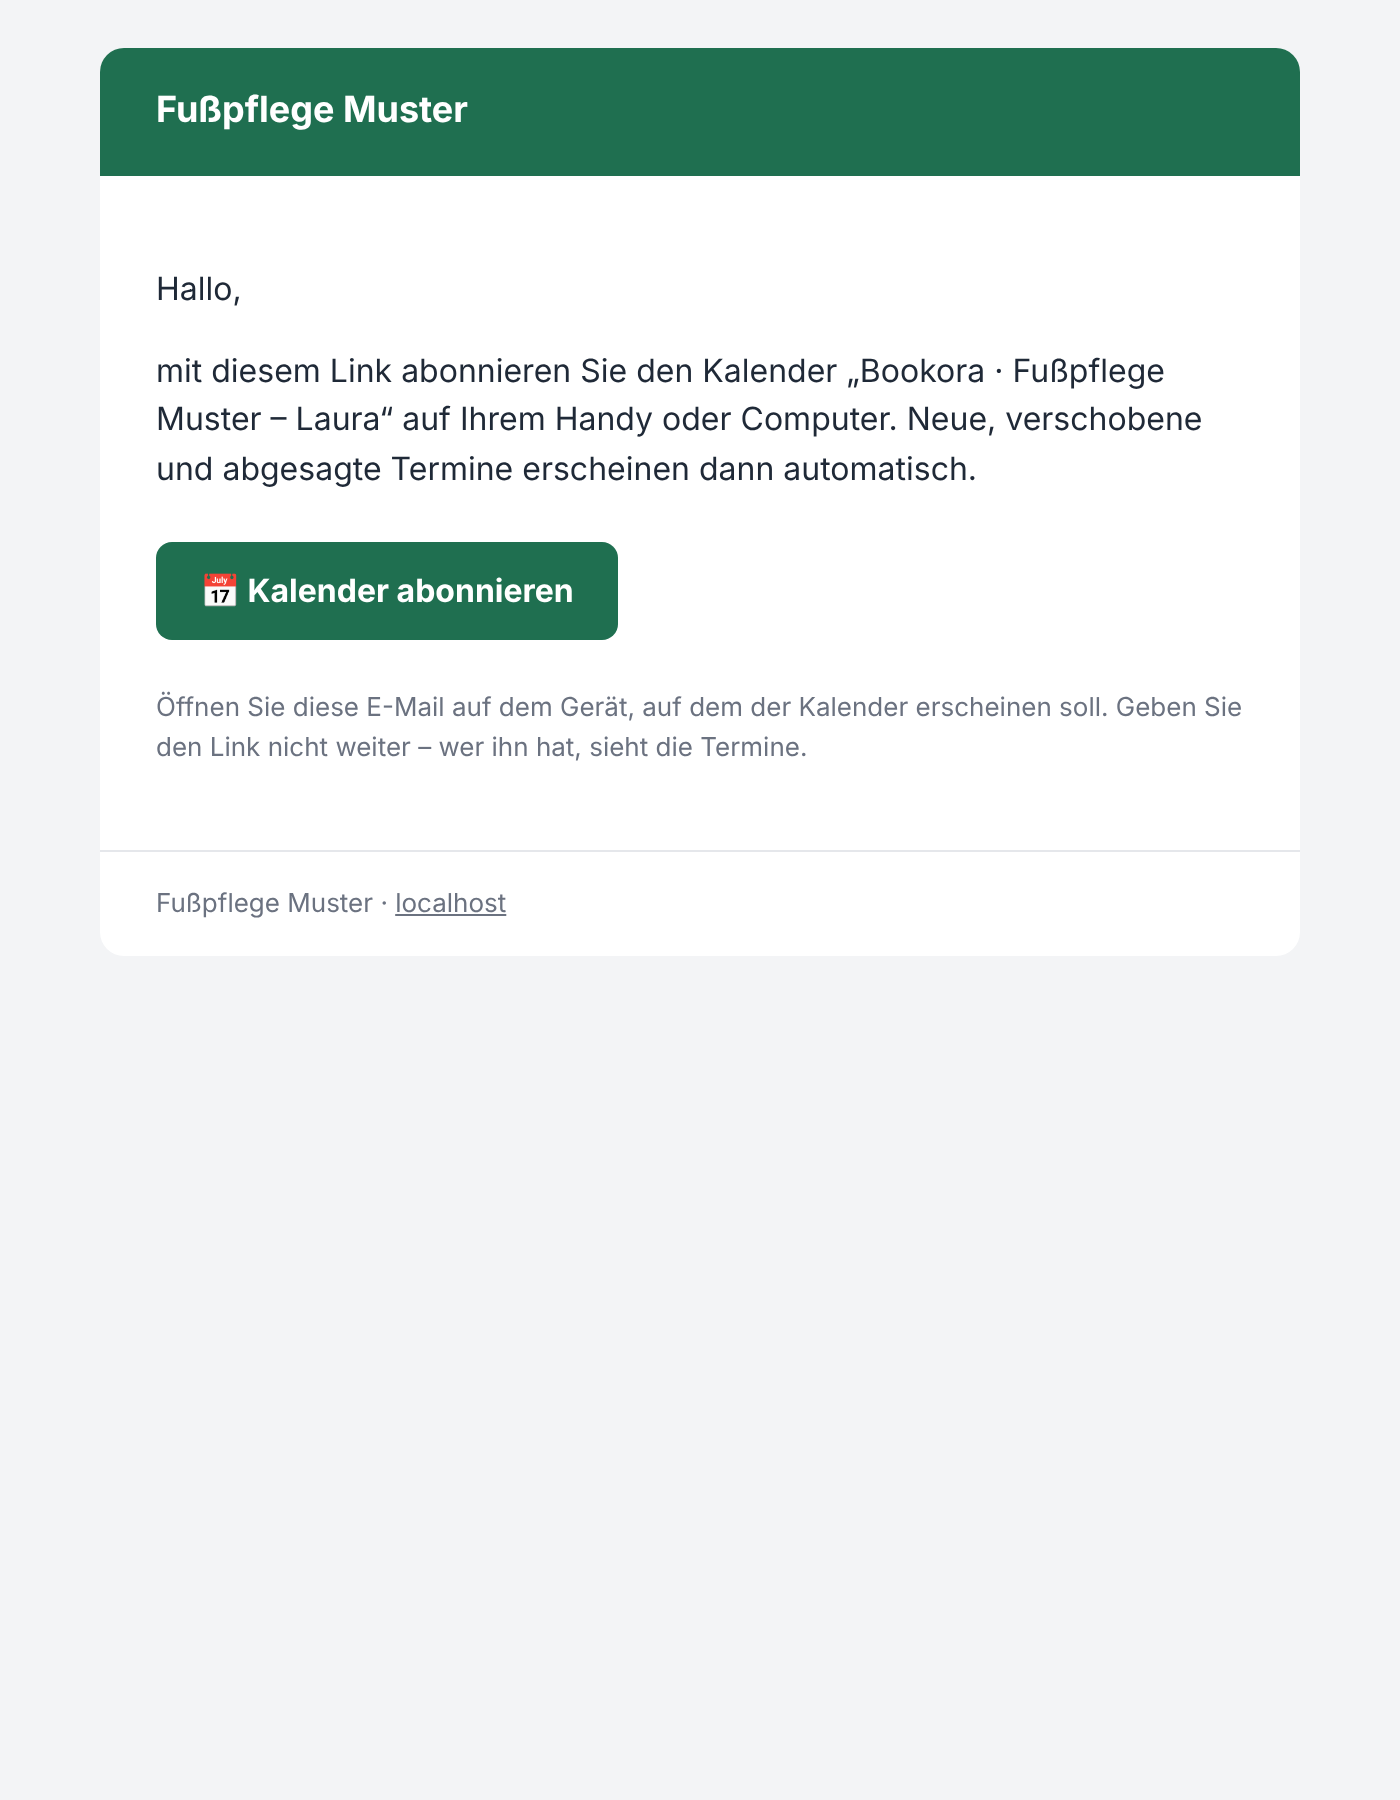 Fußpflege Muster
Hallo,
mit diesem Link abonnieren Sie den Kalender „Bookora · Fußpflege
Muster – Laura“ auf Ihrem Handy oder Computer. Neue, verschobene
und abgesagte Termine erscheinen dann automatisch.
📅 Kalender abonnieren
Öffnen Sie diese E-Mail auf dem Gerät, auf dem der Kalender erscheinen soll. Geben Sie
den Link nicht weiter – wer ihn hat, sieht die Termine.
Fußpflege Muster · localhost